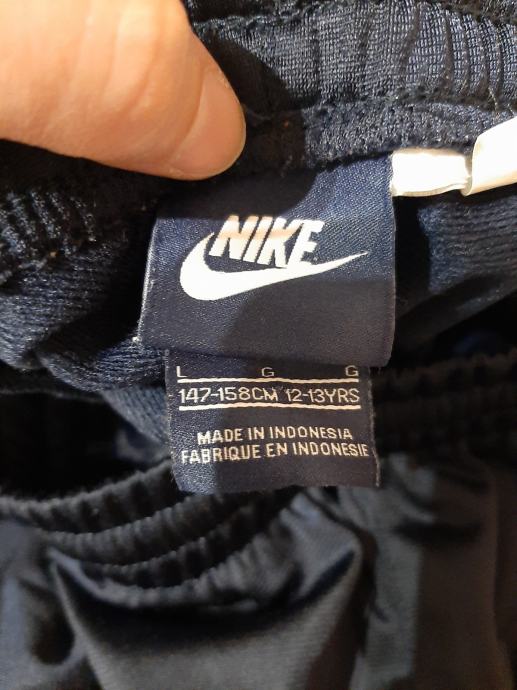 NIKE
L G G
147-158CM 12-13YRS
MADE IN INDONESIA
FABRIQUE EN INDONESIE